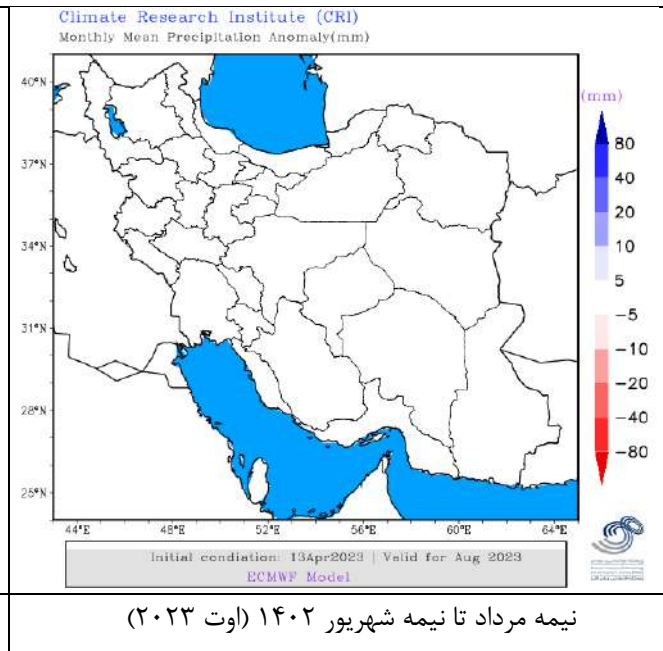 Climate Research Institute (CRI)
Monthly Mean Precipitation Anomaly(mm)
40°N
37°N
34°N
31°N
28°N
25°N
44°E 48°E 52°E 56°E 60°E 64°E
(mm)
80
40
20
10
5
−5
−10
−20
−40
−80
Initial condiation: 13Apr2023 | Valid for Aug 2023
ECMWF Model
نیمه مرداد تا نیمه شهریور ۱۴۰۲ (اوت ۲۰۲۳)